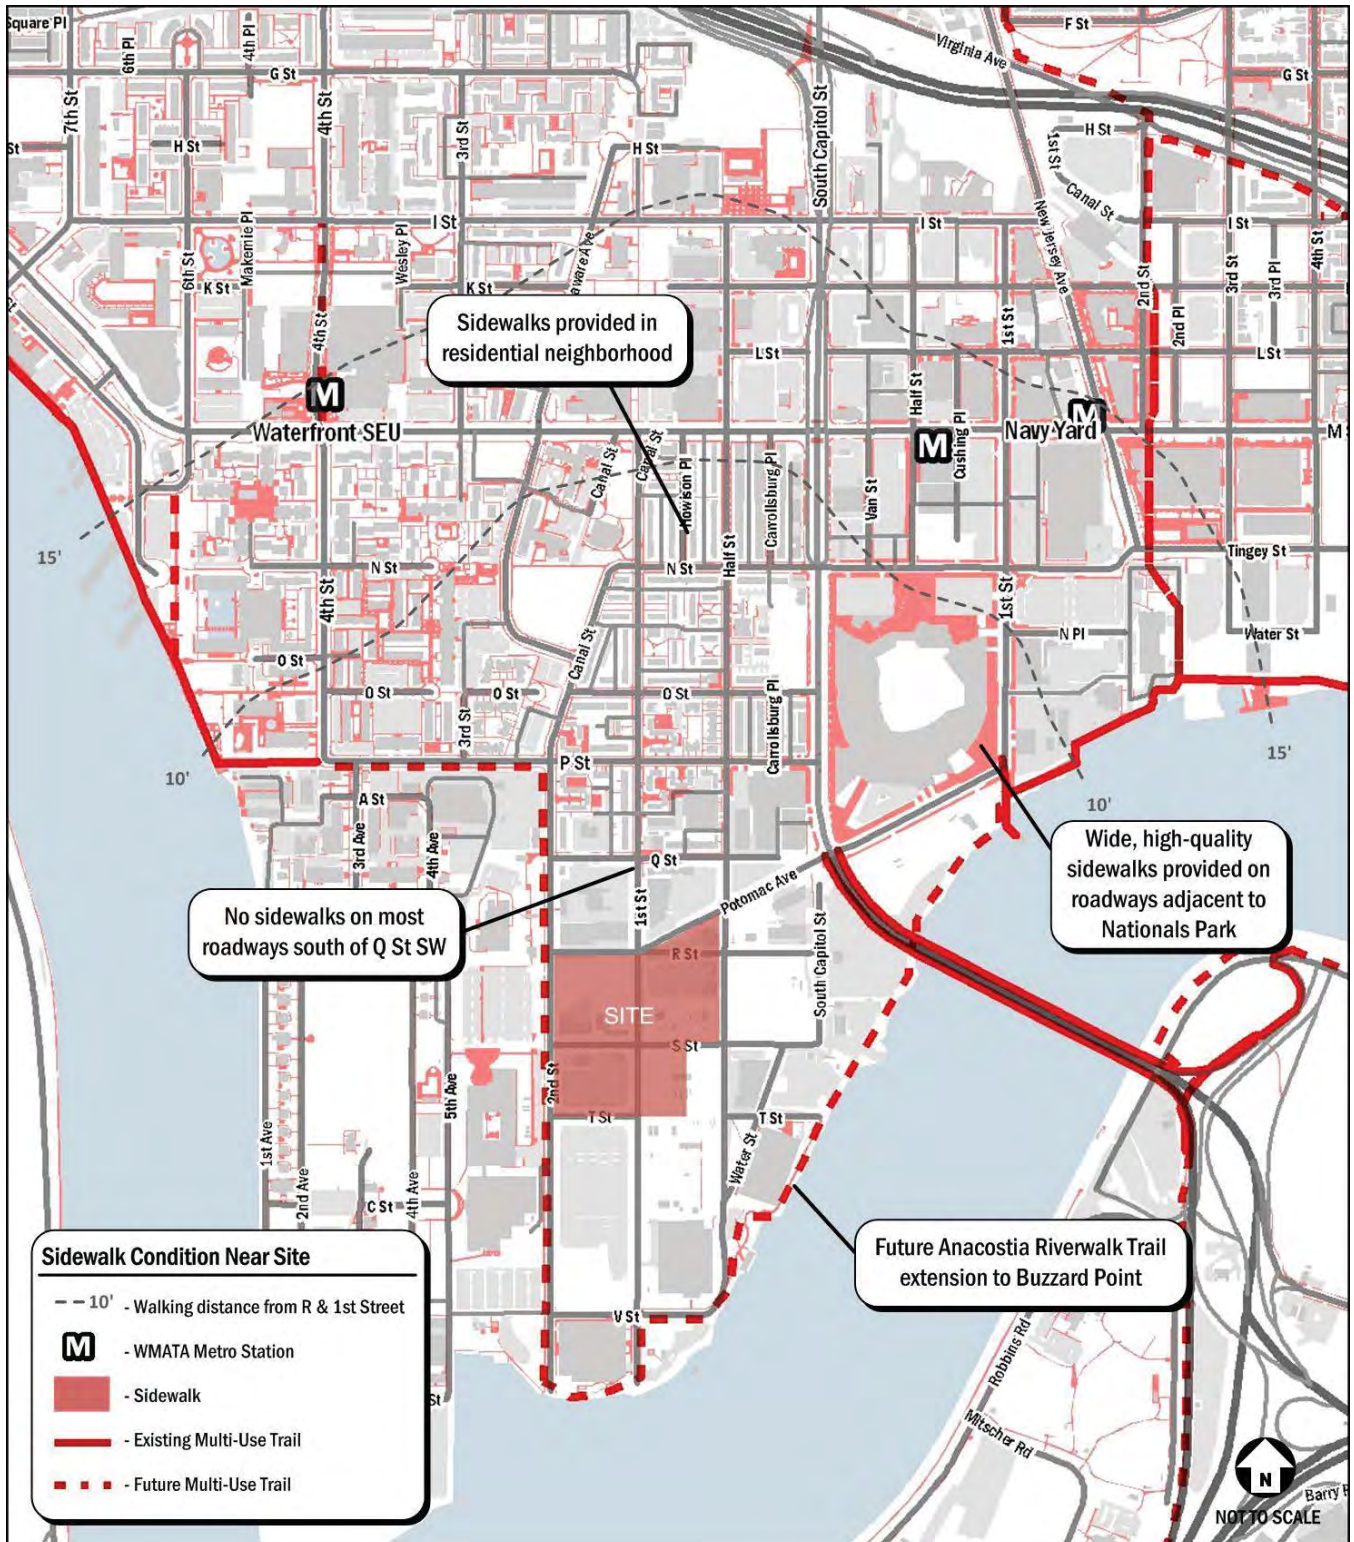 Square Pl
6th Pl
4th Pl
F St
Virginia Ave
G St
G St
7th St
4th St
3rd St
South Capitol St
St
H St
H St
H St
1st St
Canal St
I St
I St
I St
New Jersey Ave
Makemie Pl
Wesley Pl
6th St
K St
K St
aware Ave
2nd St
3rd St
3rd Pl
4th St
4th St
Sidewalks provided in
residential neighborhood
L St
1st St
2nd Pl
L St
M
Waterfront SEU
Half St
Cushing Pl
M
M
Navy Yard
M
Canal St
Canal St
Howison Pl
Carrollsburg Pl
Van St
15'
N St
4th St
N St
Half St
1st St
Tingey St
N Pl
Water St
O St
O St
O St
O St
Canal St
3rd St
Carrollsburg Pl
10'
P St
15'
10'
A St
3rd Ave
4th Ave
Q St
Potomac Ave
1st St
Wide, high-quality
sidewalks provided on
roadways adjacent to
Nationals Park
No sidewalks on most
roadways south of Q St SW
R St
South Capitol St
SITE
S St
2nd St
T St
T St
Water St
1st Ave
2nd Ave
4th Ave
5th Ave
C St
Future Anacostia Riverwalk Trail
extension to Buzzard Point
V St
St
Robbins Rd
Mitscher Rd
Barry
Sidewalk Condition Near Site
10' - Walking distance from R & 1st Street
M - WMATA Metro Station
- Sidewalk
- Existing Multi-Use Trail
- Future Multi-Use Trail
N
NOT TO SCALE